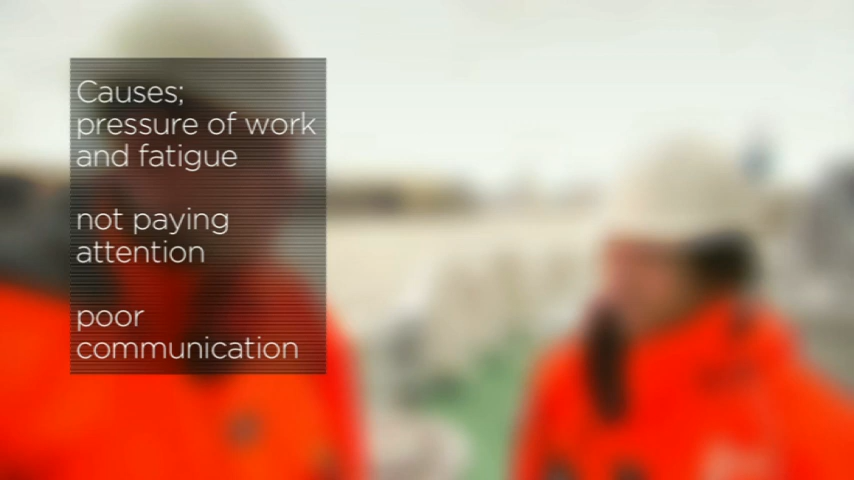 Causes;
pressure of work
and fatigue
not paying
attention
poor
communication